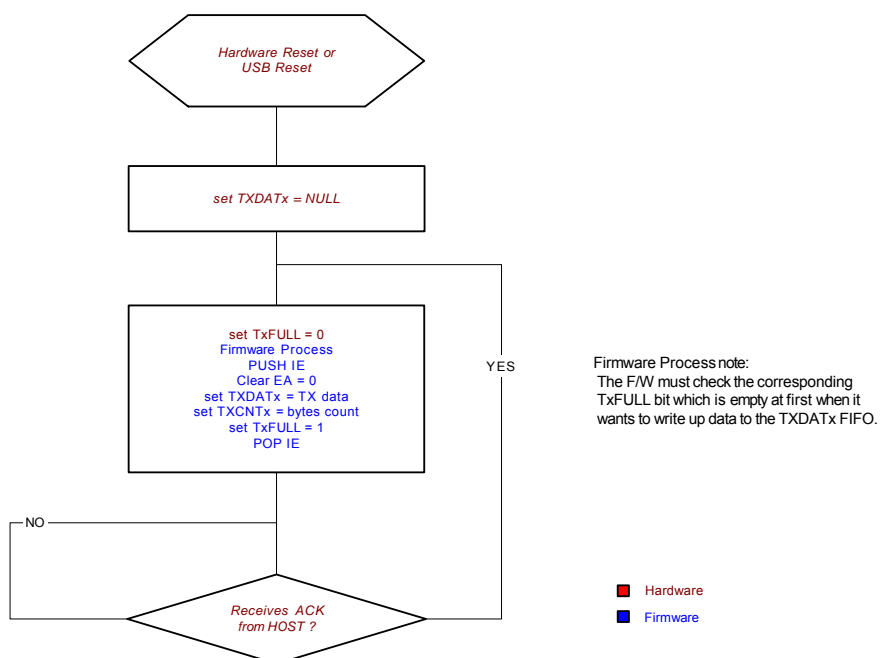 Hardware Reset or
USB Reset
set TXDATx = NULL
set TxFULL = 0
Firmware Process
PUSH IE
Clear EA = 0
set TXDATx = TX data
set TXCNTx = bytes count
set TxFULL = 1
POP IE
YES
Firmware Process note:
The F/W must check the corresponding
TxFULL bit which is empty at first when it
wants to write up data to the TXDATx FIFO.
NO
Receives ACK
from HOST ?
Hardware
Firmware